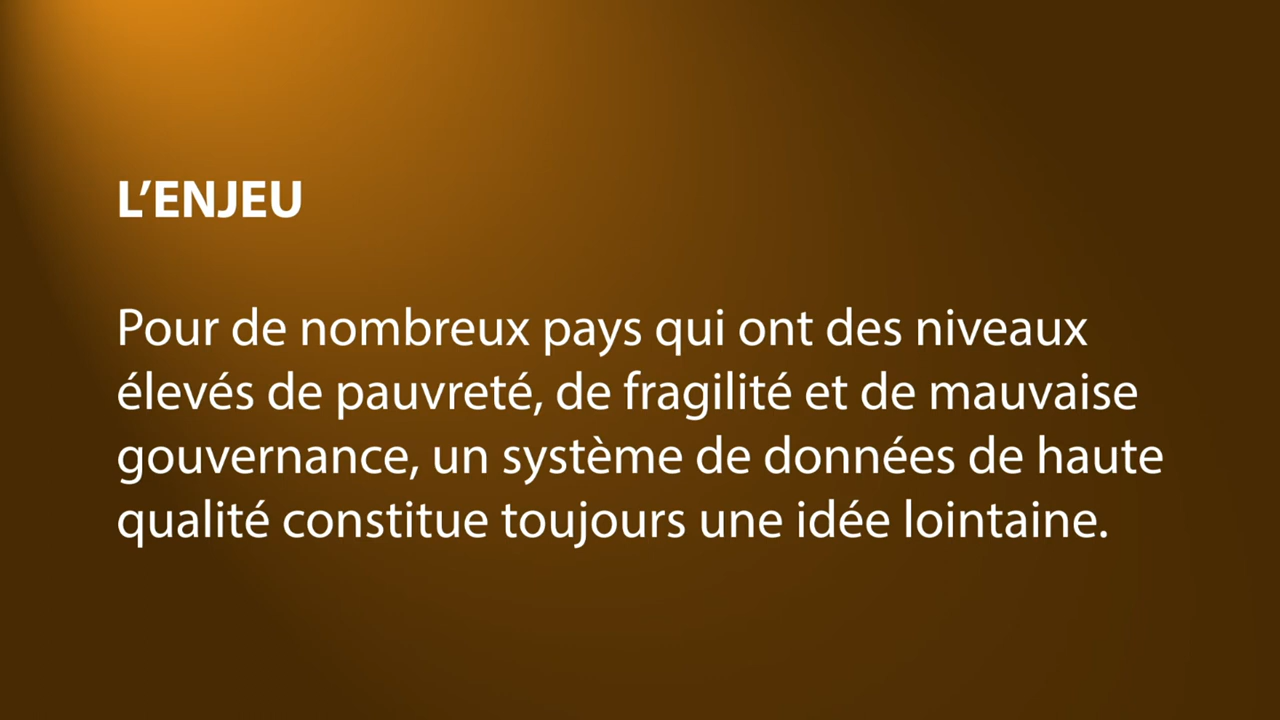 L’ENJEU
Pour de nombreux pays qui ont des niveaux
élevés de pauvreté, de fragilité et de mauvaise
gouvernance, un système de données de haute
qualité constitue toujours une idée lointaine.